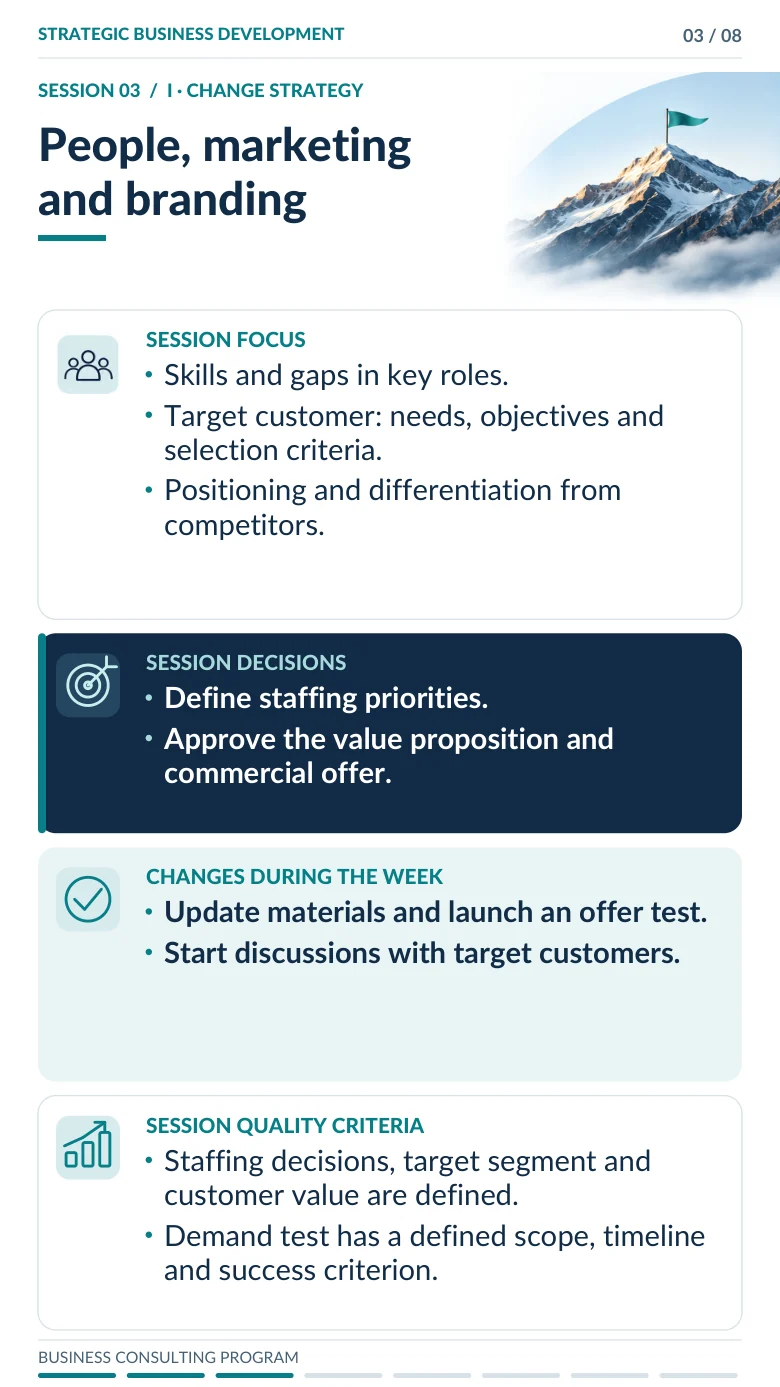 STRATEGIC BUSINESS DEVELOPMENT
03 / 08
SESSION 03 / I · CHANGE STRATEGY
People, marketing
and branding
SESSION FOCUS
• Skills and gaps in key roles.
• Target customer: needs, objectives and
selection criteria.
• Positioning and differentiation from
competitors.
SESSION DECISIONS
• Define staffing priorities.
• Approve the value proposition and
commercial offer.
CHANGES DURING THE WEEK
• Update materials and launch an offer test.
• Start discussions with target customers.
SESSION QUALITY CRITERIA
• Staffing decisions, target segment and
customer value are defined.
• Demand test has a defined scope, timeline
and success criterion.
BUSINESS CONSULTING PROGRAM